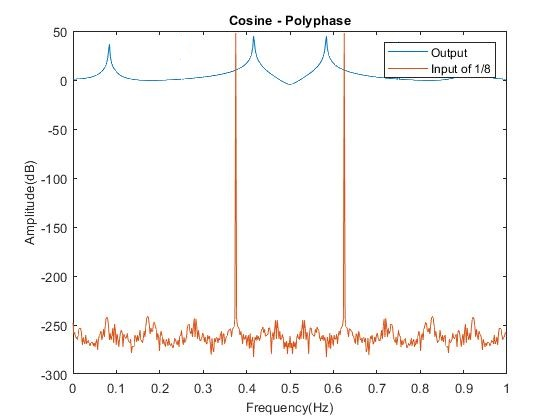 Cosine - Polyphase
Output
Input of 1/8
Amplitude(dB)
50
0
-50
-100
-150
-200
-250
-300
0 0.1 0.2 0.3 0.4 0.5 0.6 0.7 0.8 0.9 1
Frequency(Hz)